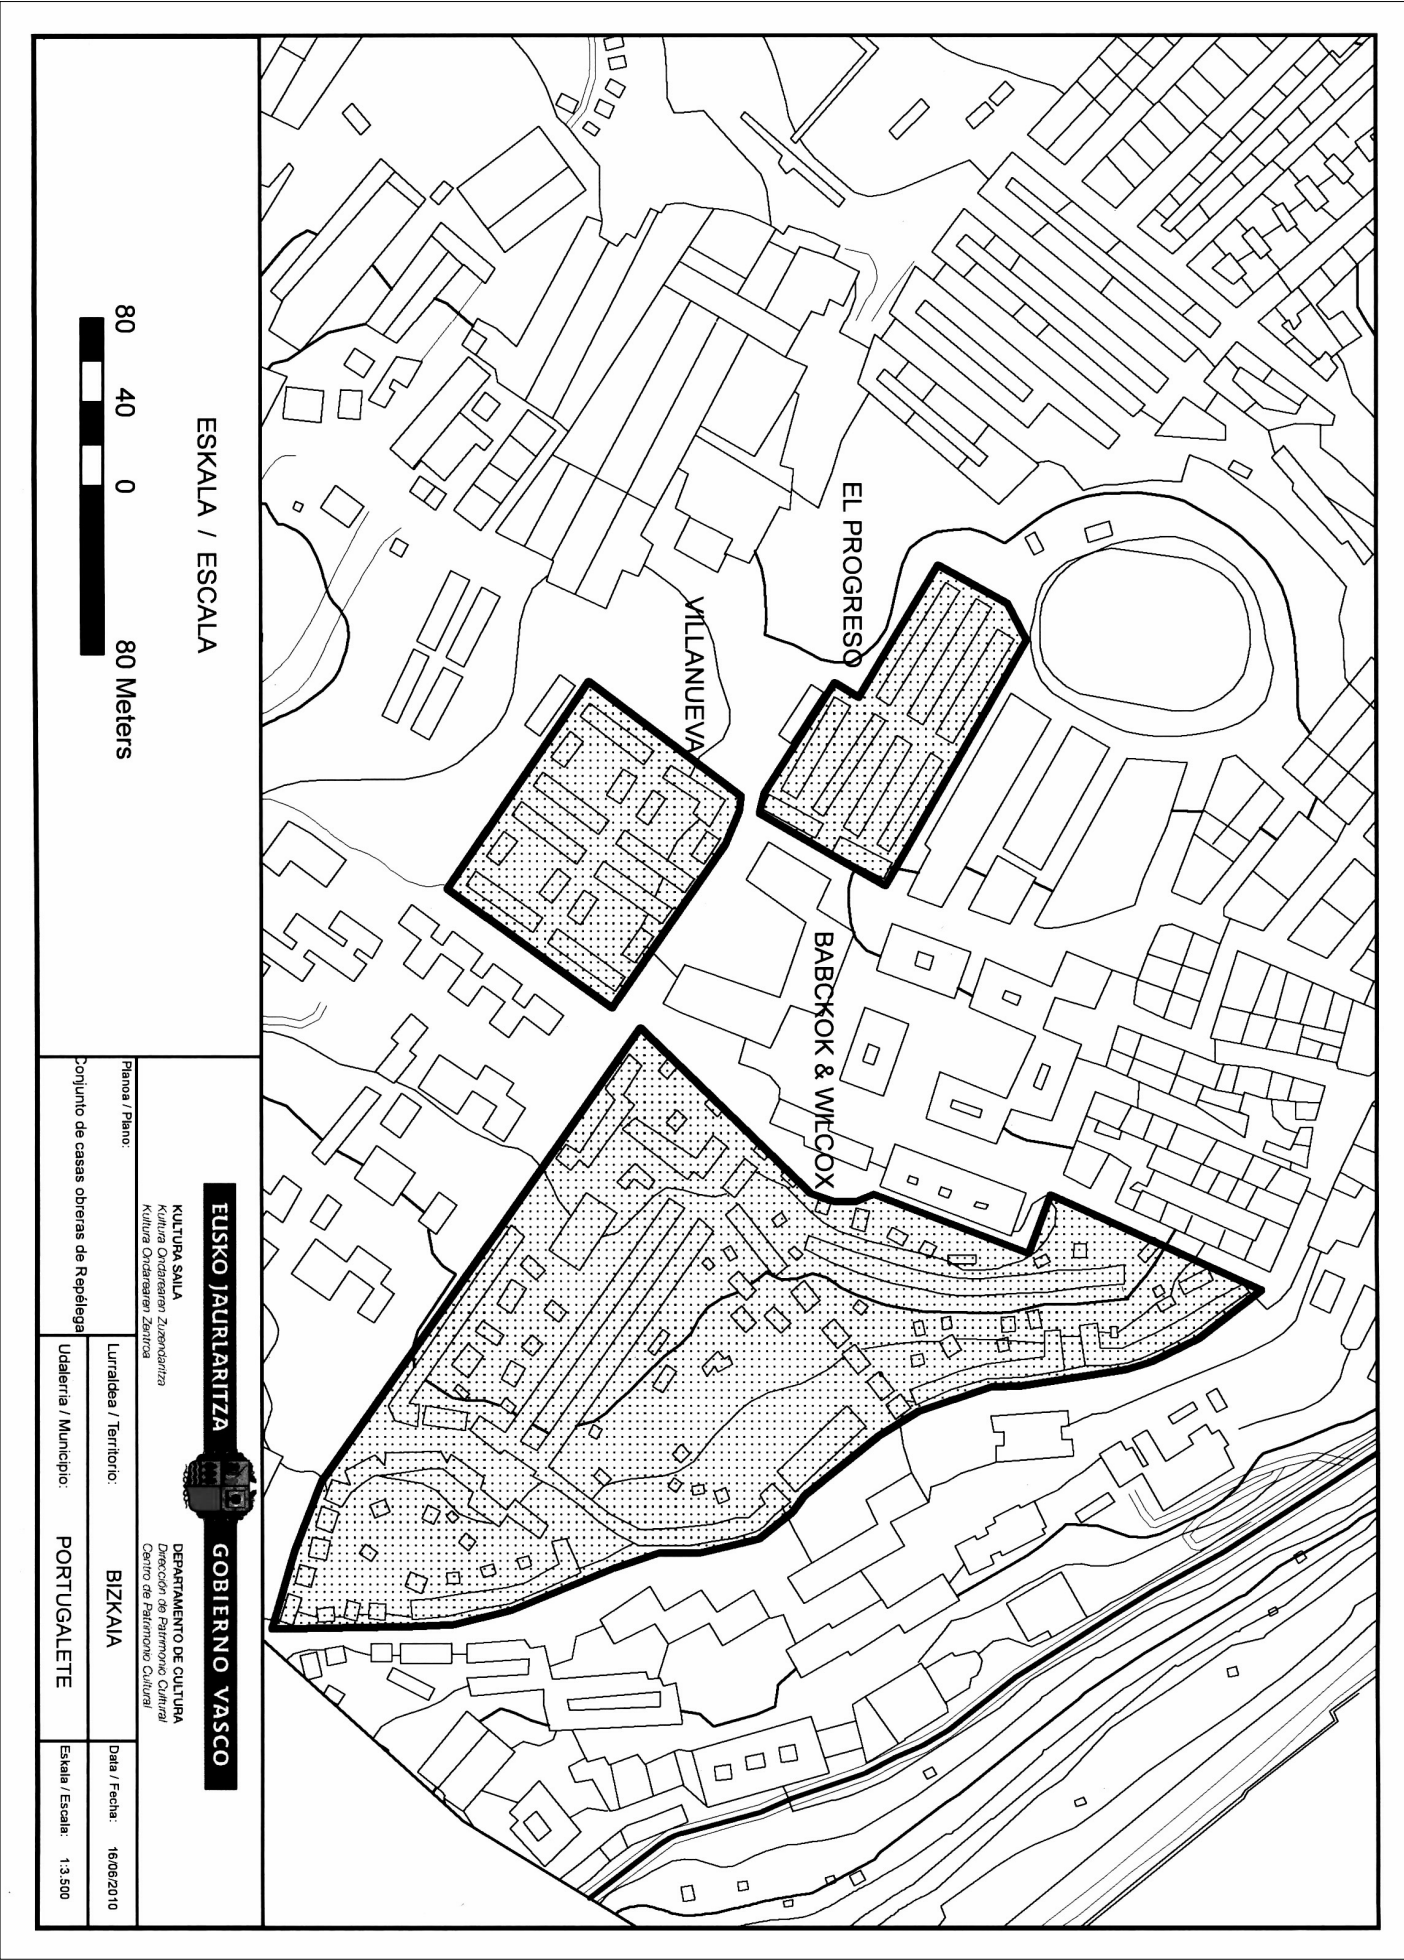 EL PROGRESO
VILLANUEVA
BABCKOK & WILCOX
ESKALA / ESCALA
80 40 0 80 Meters
EUSKO JAURLARITZA GOBIERNO VASCO
KULTURA SAILA
Kultura Ondarearen Zuzendaritza
Kultura Ondarearen Zentroa
DEPARTAMENTO DE CULTURA
Dirección de Patrimonio Cultural
Centro de Patrimonio Cultural
Planoa / Plano:
Conjunto de casas obreras de Repélega
Lurraldea / Territorio: BIZKAIA
Data / Fecha: 16/06/2010
Udalerria / Municipio: PORTUGALETE
Eskala / Escala: 1:3.500